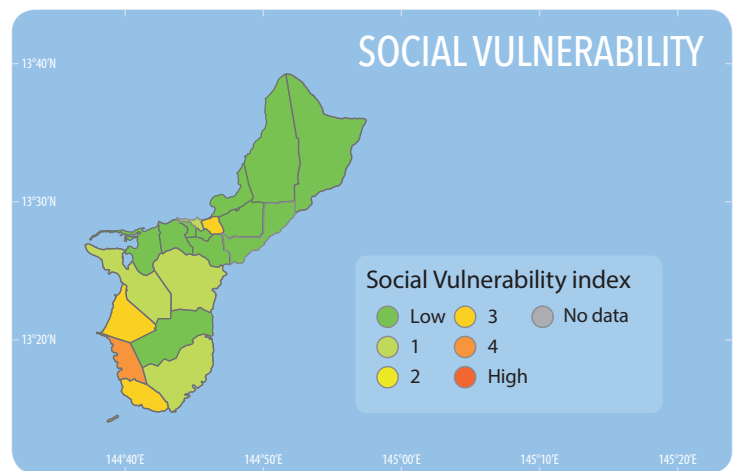 SOCIAL VULNERABILITY
13°40'N
13°30'N
13°20'N
Social Vulnerability index
Low 3 No data
1 4
2 High
144°40'E 144°50'E 145°00'E 145°10'E 145°20'E